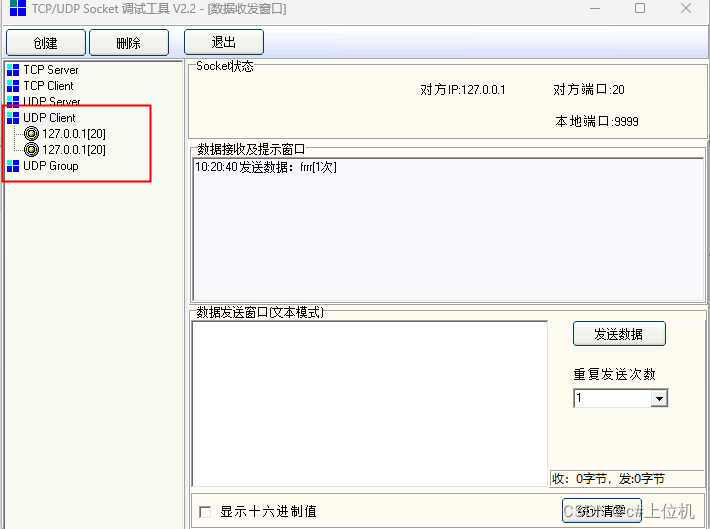 TCP/UDP Socket 调试工具 V2.2 - [数据收发窗口]
创建 删除 退出
TCP Server
TCP Client
UDP Server
UDP Client
127.0.0.1[20]
127.0.0.1[20]
UDP Group
Socket状态
对方IP:127.0.0.1 对方端口:20
本地端口:9999
数据接收及提示窗口
10:20:40 发送数据：frrr[1次]
数据发送窗口(文本模式)
发送数据
重复发送次数
1
收：0字节，发:0字节
显示十六进制值
统计清零
CSDN @c#上位机